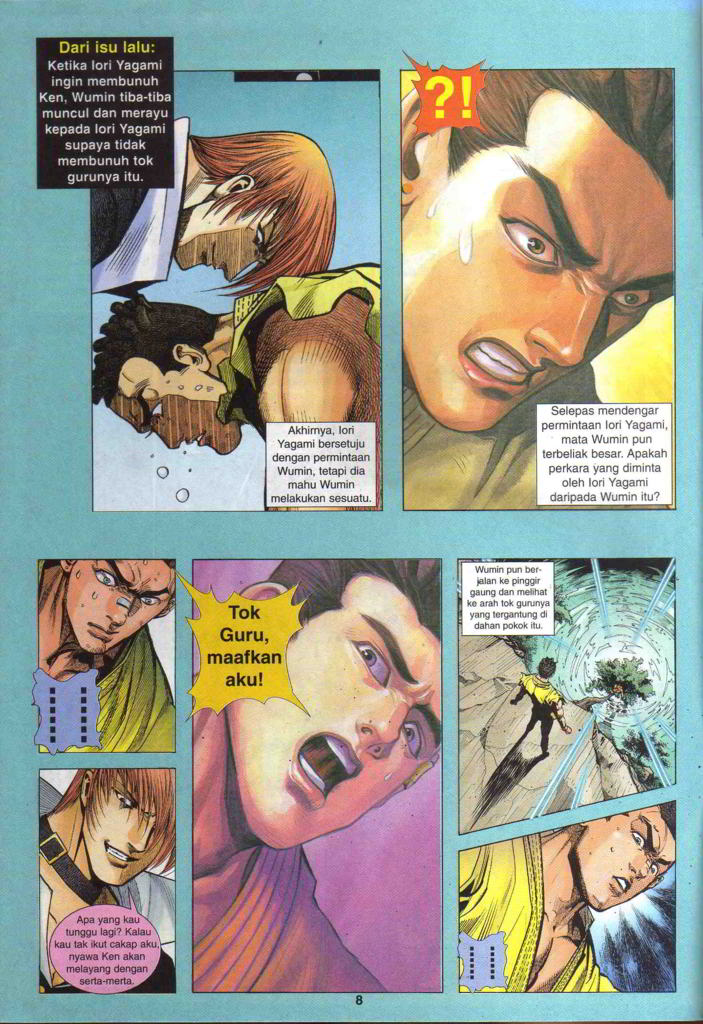 Dari isu lalu:
Ketika Iori Yagami
ingin membunuh
Ken, Wumin tiba-tiba
muncul dan merayu
kepada Iori Yagami
supaya tidak
membunuh tok
gurunya itu.
Akhirnya, Iori
Yagami bersetuju
dengan permintaan
Wumin, tetapi dia
mahu Wumin
melakukan sesuatu.
?!
Selepas mendengar
permintaan Iori Yagami,
mata Wumin pun
terbeliak besar. Apakah
perkara yang diminta
oleh Iori Yagami
daripada Wumin itu?
Apa yang kau
tunggu lagi? Kalau
kau tak ikut cakap aku,
nyawa Ken akan
melayang dengan
serta-merta.
Tok
Guru,
maafkan
aku!
Wumin pun ber-
jalan ke pinggir
gaung dan melihat
ke arah tok gurunya
yang tergantung di
dahan pokok itu.
8